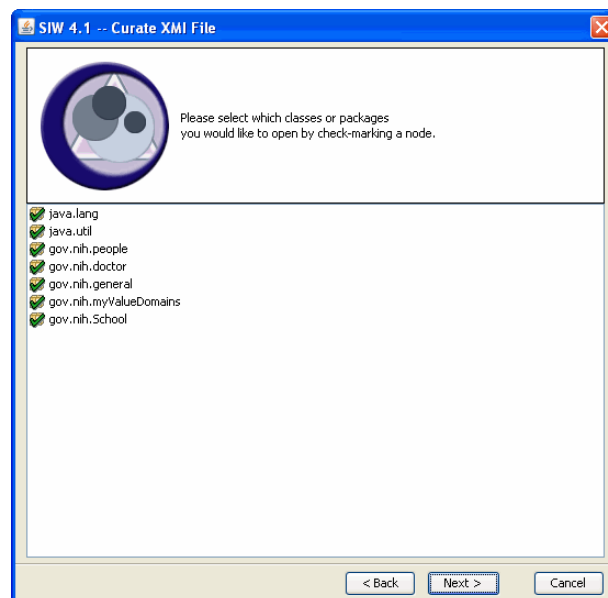 SIW 4.1 -- Curate XMI File
Please select which classes or packages
you would like to open by check-marking a node.
java.lang
java.util
gov.nih.people
gov.nih.doctor
gov.nih.general
gov.nih.myValueDomains
gov.nih.School
< Back
Next >
Cancel